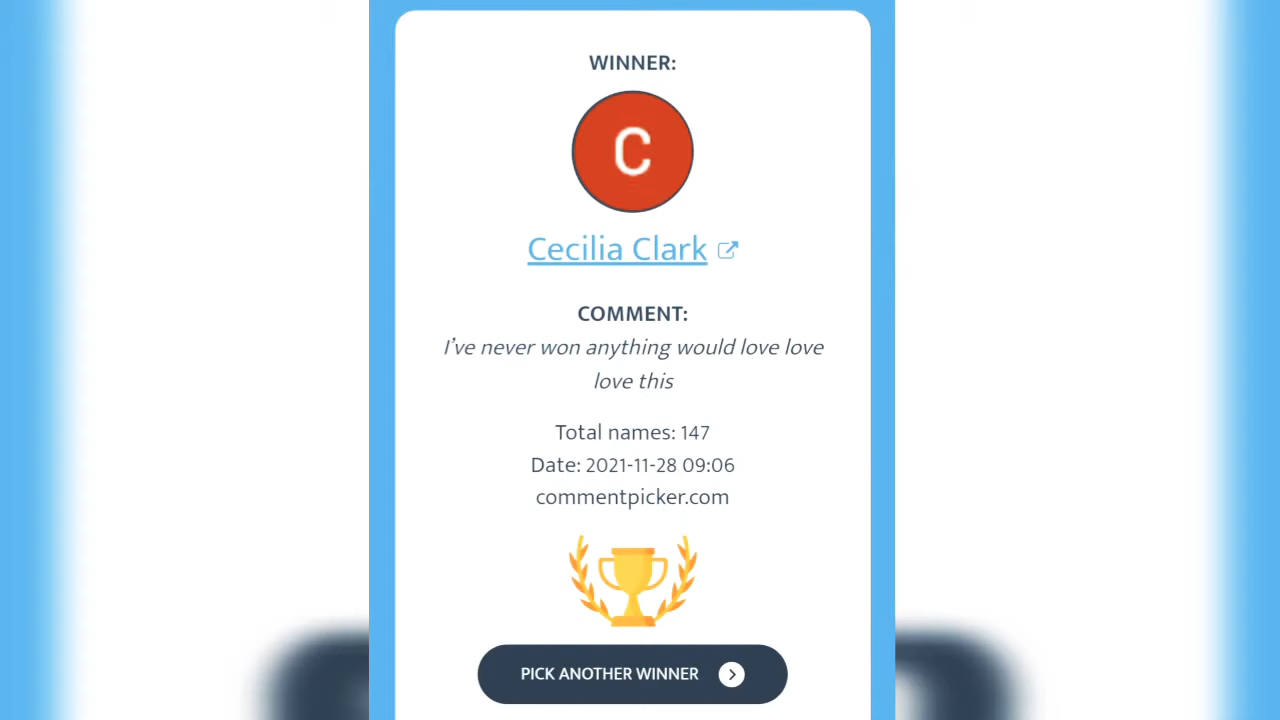 WINNER:
C
Cecilia Clark
COMMENT:
I've never won anything would love love
love this
Total names: 147
Date: 2021-11-28 09:06
commentpicker.com
PICK ANOTHER WINNER